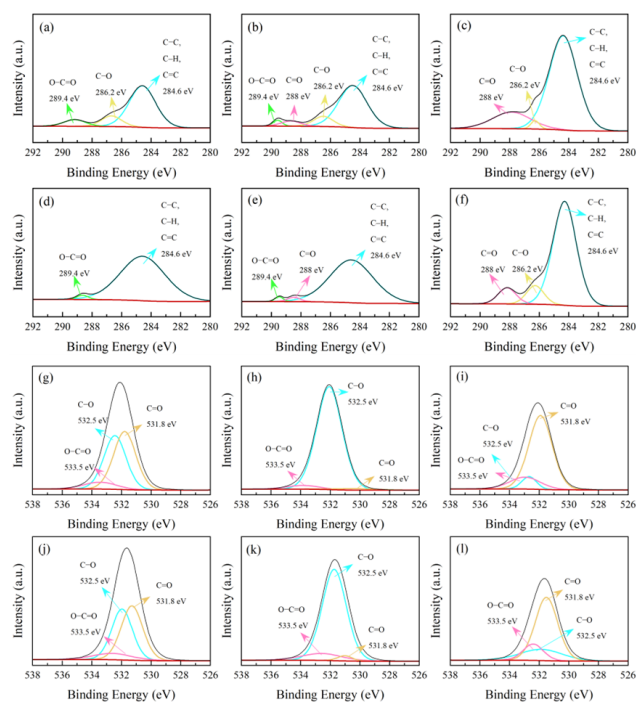 (a)
O−C=O
289.4 eV
C−O
286.2 eV
C−C,
C−H,
C=C
284.6 eV
Intensity (a.u.)
292 290 288 286 284 282 280
Binding Energy (eV)
(b)
O−C=O
289.4 eV
C=O
288 eV
C−O
286.2 eV
C−C,
C−H,
C=C
284.6 eV
Intensity (a.u.)
292 290 288 286 284 282 280
Binding Energy (eV)
(c)
C=O
288 eV
C−O
286.2 eV
C−C,
C−H,
C=C
284.6 eV
Intensity (a.u.)
292 290 288 286 284 282 280
Binding Energy (eV)
(d)
O−C=O
289.4 eV
C−C,
C−H,
C=C
284.6 eV
Intensity (a.u.)
292 290 288 286 284 282 280
Binding Energy (eV)
(e)
O−C=O
289.4 eV
C=O
288 eV
C−C,
C−H,
C=C
284.6 eV
Intensity (a.u.)
292 290 288 286 284 282 280
Binding Energy (eV)
(f)
C=O
288 eV
C−O
286.2 eV
C−C,
C−H,
C=C
284.6 eV
Intensity (a.u.)
292 290 288 286 284 282 280
Binding Energy (eV)
(g)
C−O
532.5 eV
O−C=O
533.5 eV
C=O
531.8 eV
Intensity (a.u.)
538 536 534 532 530 528 526
Binding Energy (eV)
(h)
C−O
532.5 eV
O−C=O
533.5 eV
C=O
531.8 eV
Intensity (a.u.)
538 536 534 532 530 528 526
Binding Energy (eV)
(i)
C=O
531.8 eV
C−O
532.5 eV
O−C=O
533.5 eV
Intensity (a.u.)
538 536 534 532 530 528 526
Binding Energy (eV)
(j)
C−O
532.5 eV
O−C=O
533.5 eV
C=O
531.8 eV
Intensity (a.u.)
538 536 534 532 530 528 526
Binding Energy (eV)
(k)
C−O
532.5 eV
O−C=O
533.5 eV
C=O
531.8 eV
Intensity (a.u.)
538 536 534 532 530 528 526
Binding Energy (eV)
(l)
C=O
531.8 eV
O−C=O
533.5 eV
C−O
532.5 eV
Intensity (a.u.)
538 536 534 532 530 528 526
Binding Energy (eV)